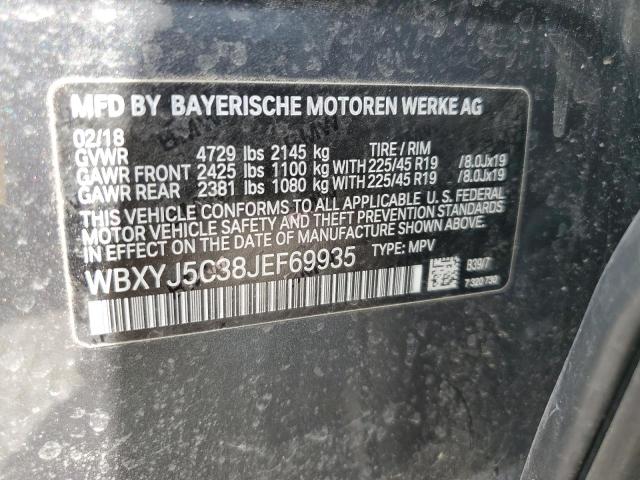 MFD BY BAYERISCHE MOTOREN WERKE AG
02/18
GVWR 4729 lbs 2145 kg TIRE / RIM
GAWR FRONT 2425 lbs 1100 kg WITH 225/45 R19 /8.0Jx19
GAWR REAR 2381 lbs 1080 kg WITH 225/45 R19 /8.0Jx19
THIS VEHICLE CONFORMS TO ALL APPLICABLE U. S. FEDERAL
MOTOR VEHICLE SAFETY AND THEFT PREVENTION STANDARDS
IN EFFECT ON THE DATE OF MANUFACTURE SHOWN ABOVE.
WBXYJ5C38JEF69935 TYPE: MPV
B39/7
7 320 730